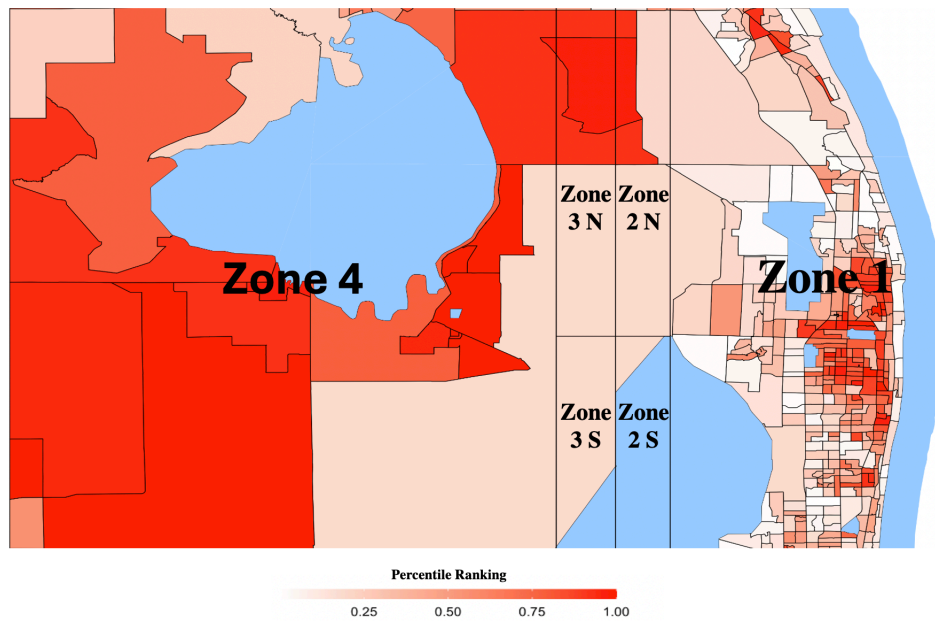 Zone
3 N
Zone
2 N
Zone 4
Zone 1
Zone
3 S
Zone
2 S
Percentile Ranking
0.25 0.50 0.75 1.00